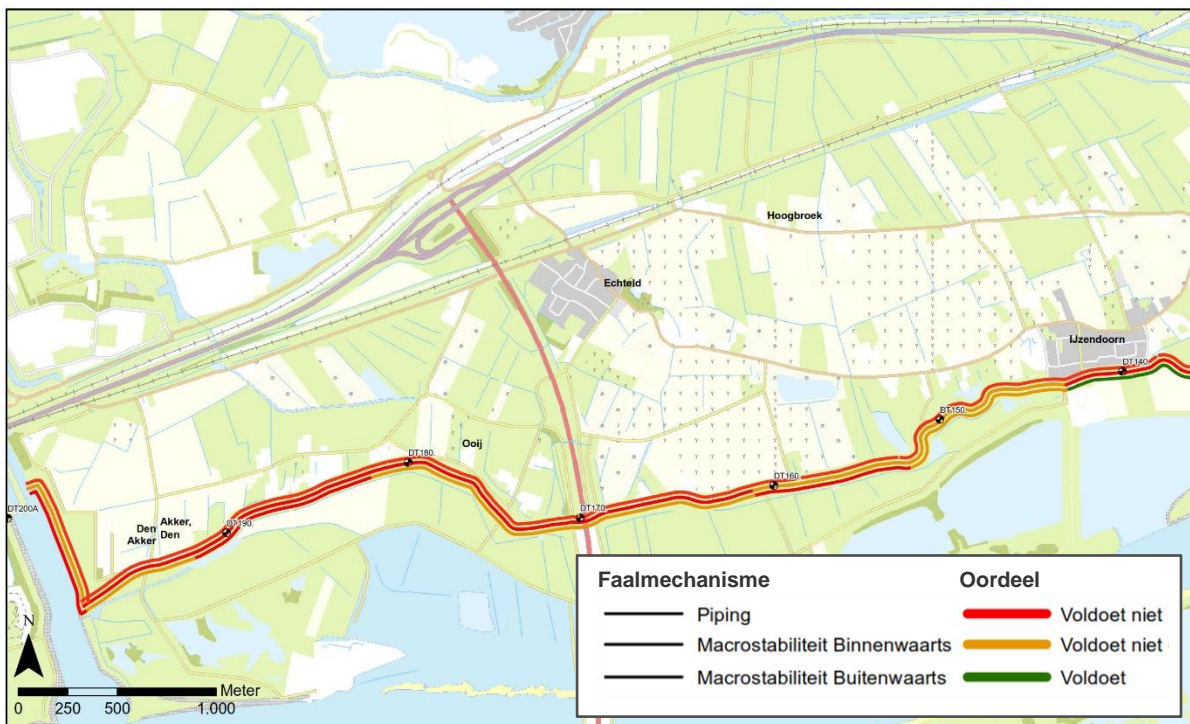 Hoogbroek
Echteld
IJzendoorn
DT140.
DT150.
Ooij
DT180.
DT160.
DT170.
DT200A
Den Akker,
Akker Den
DT190.
N
Meter
0 250 500 1.000
Faalmechanisme Oordeel
Piping Voldoet niet
Macrostabiliteit Binnenwaarts Voldoet niet
Macrostabiliteit Buitenwaarts Voldoet